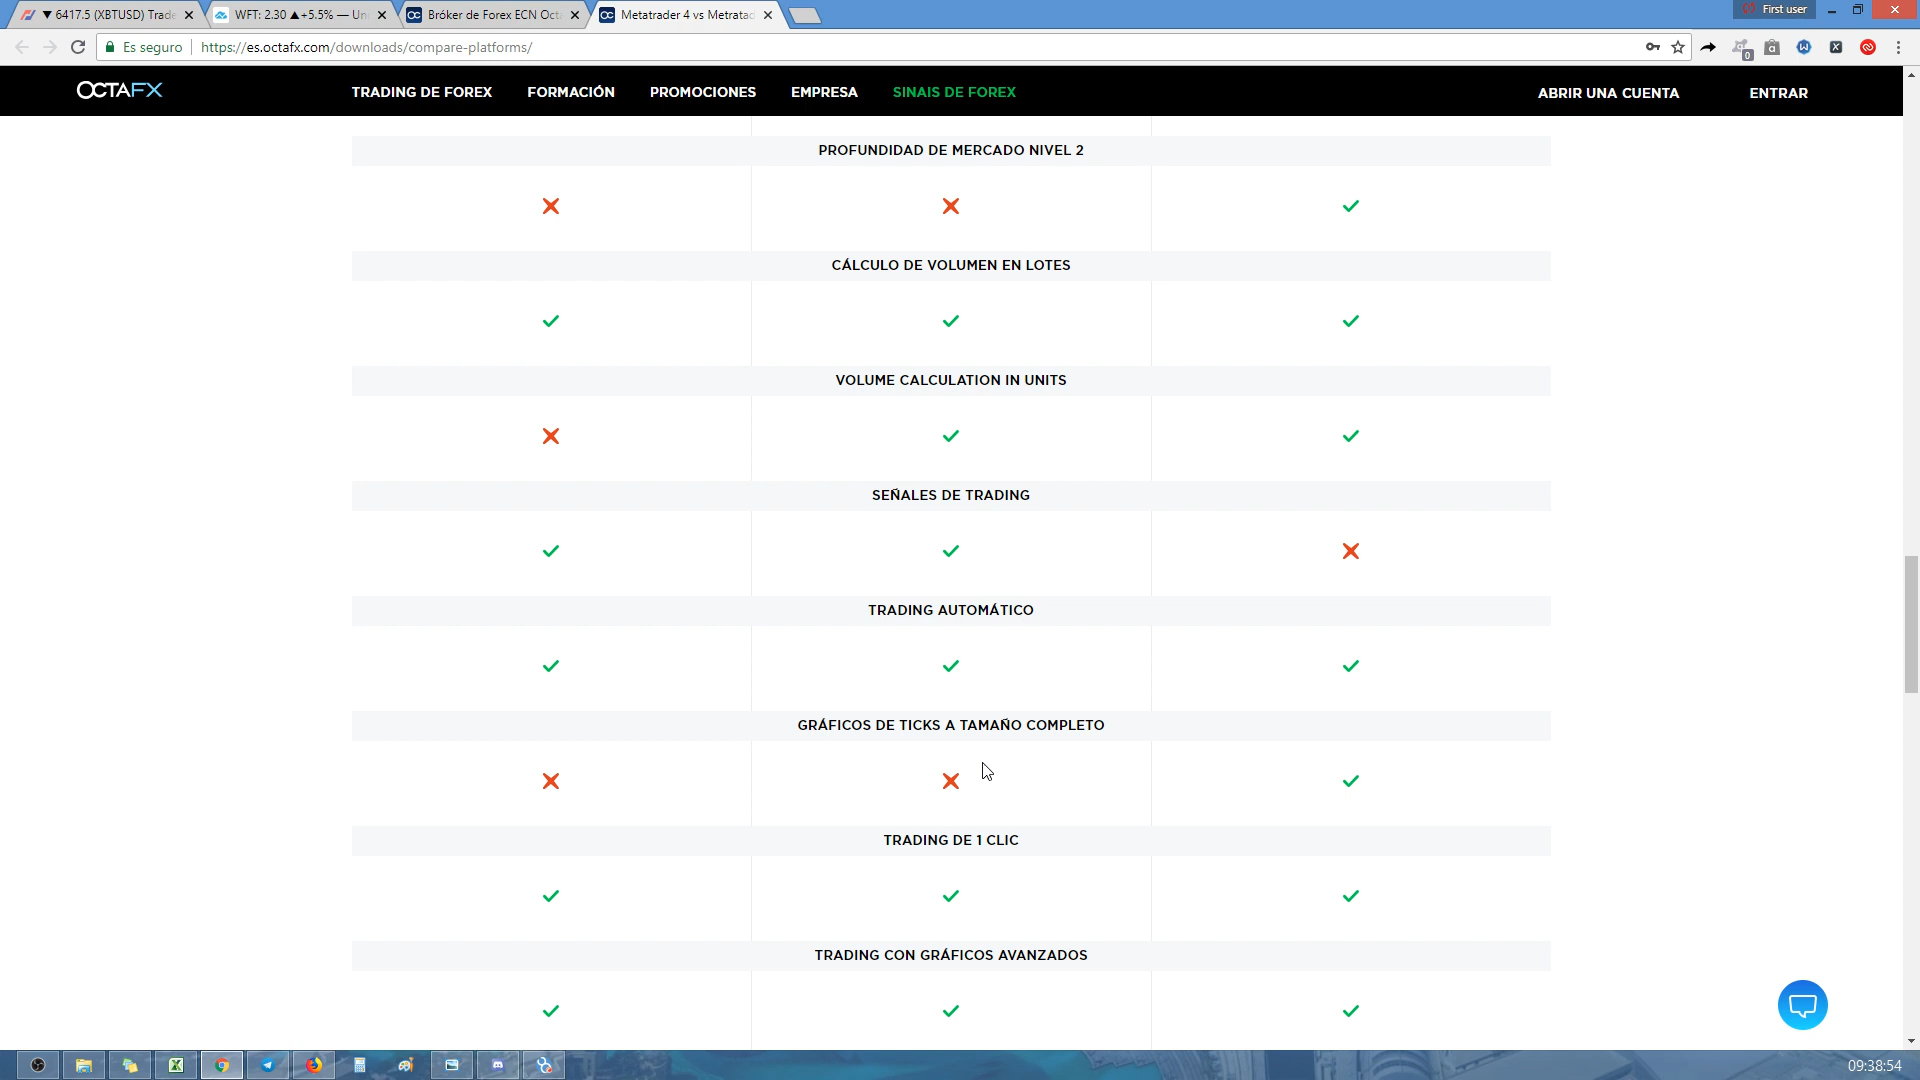 6417.5 (XBTUSD) Trade
WFT: 2.30 ▲+5.5% — Un
Bróker de Forex ECN Octa
Metatrader 4 vs Metratad
First user
Es seguro
https://es.octafx.com/downloads/compare-platforms/
0
OCTAFX
TRADING DE FOREX
FORMACIÓN
PROMOCIONES
EMPRESA
SINAIS DE FOREX
ABRIR UNA CUENTA
ENTRAR
PROFUNDIDAD DE MERCADO NIVEL 2
CÁLCULO DE VOLUMEN EN LOTES
VOLUME CALCULATION IN UNITS
SEÑALES DE TRADING
TRADING AUTOMÁTICO
GRÁFICOS DE TICKS A TAMAÑO COMPLETO
TRADING DE 1 CLIC
TRADING CON GRÁFICOS AVANZADOS
09:38:54